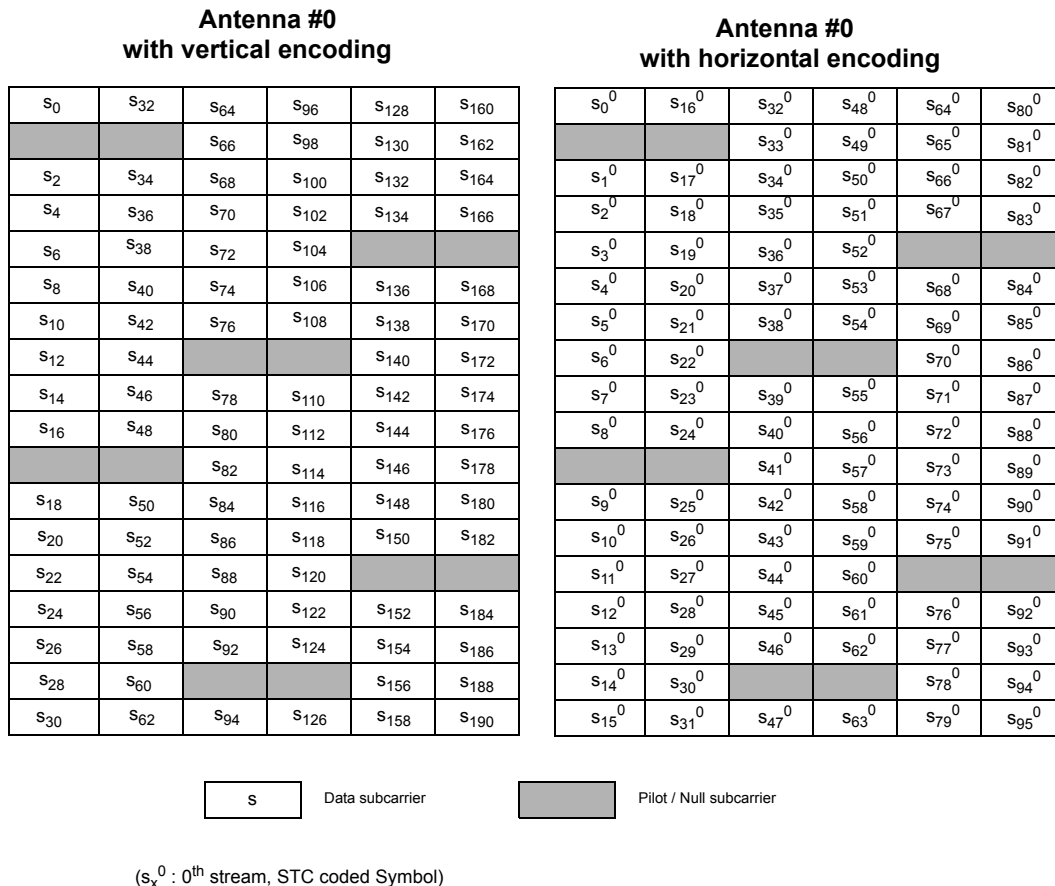 Antenna #0
with vertical encoding
Antenna #0
with horizontal encoding
s0 s32 s64 s96 s128 s160
s66 s98 s130 s162
s2 s34 s68 s100 s132 s164
s4 s36 s70 s102 s134 s166
s6 s38 s72 s104
s8 s40 s74 s106 s136 s168
s10 s42 s76 s108 s138 s170
s12 s44 s140 s172
s14 s46 s78 s110 s142 s174
s16 s48 s80 s112 s144 s176
s82 s114 s146 s178
s18 s50 s84 s116 s148 s180
s20 s52 s86 s118 s150 s182
s22 s54 s88 s120
s24 s56 s90 s122 s152 s184
s26 s58 s92 s124 s154 s186
s28 s60 s156 s188
s30 s62 s94 s126 s158 s190
s0^0 s16^0 s32^0 s48^0 s64^0 s80^0
s33^0 s49^0 s65^0 s81^0
s1^0 s17^0 s34^0 s50^0 s66^0 s82^0
s2^0 s18^0 s35^0 s51^0 s67^0 s83^0
s3^0 s19^0 s36^0 s52^0
s4^0 s20^0 s37^0 s53^0 s68^0 s84^0
s5^0 s21^0 s38^0 s54^0 s69^0 s85^0
s6^0 s22^0 s70^0 s86^0
s7^0 s23^0 s39^0 s55^0 s71^0 s87^0
s8^0 s24^0 s40^0 s56^0 s72^0 s88^0
s41^0 s57^0 s73^0 s89^0
s9^0 s25^0 s42^0 s58^0 s74^0 s90^0
s10^0 s26^0 s43^0 s59^0 s75^0 s91^0
s11^0 s27^0 s44^0 s60^0
s12^0 s28^0 s45^0 s61^0 s76^0 s92^0
s13^0 s29^0 s46^0 s62^0 s77^0 s93^0
s14^0 s30^0 s78^0 s94^0
s15^0 s31^0 s47^0 s63^0 s79^0 s95^0
s Data subcarrier Pilot / Null subcarrier
(sx^0 : 0th stream, STC coded Symbol)